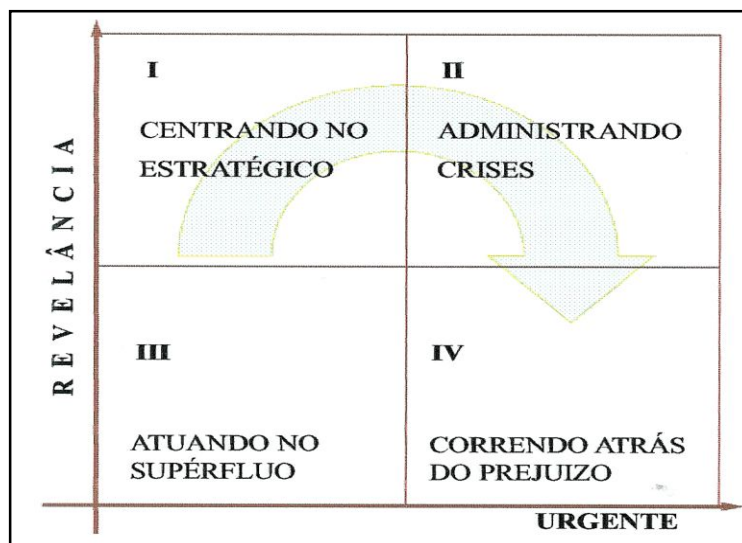 REVELÂNCIA
I
CENTRANDO NO
ESTRATÉGICO
II
ADMINISTRANDO
CRISES
III
ATUANDO NO
SUPÉRFLUO
IV
CORRENDO ATRÁS
DO PREJUIZO
URGENTE